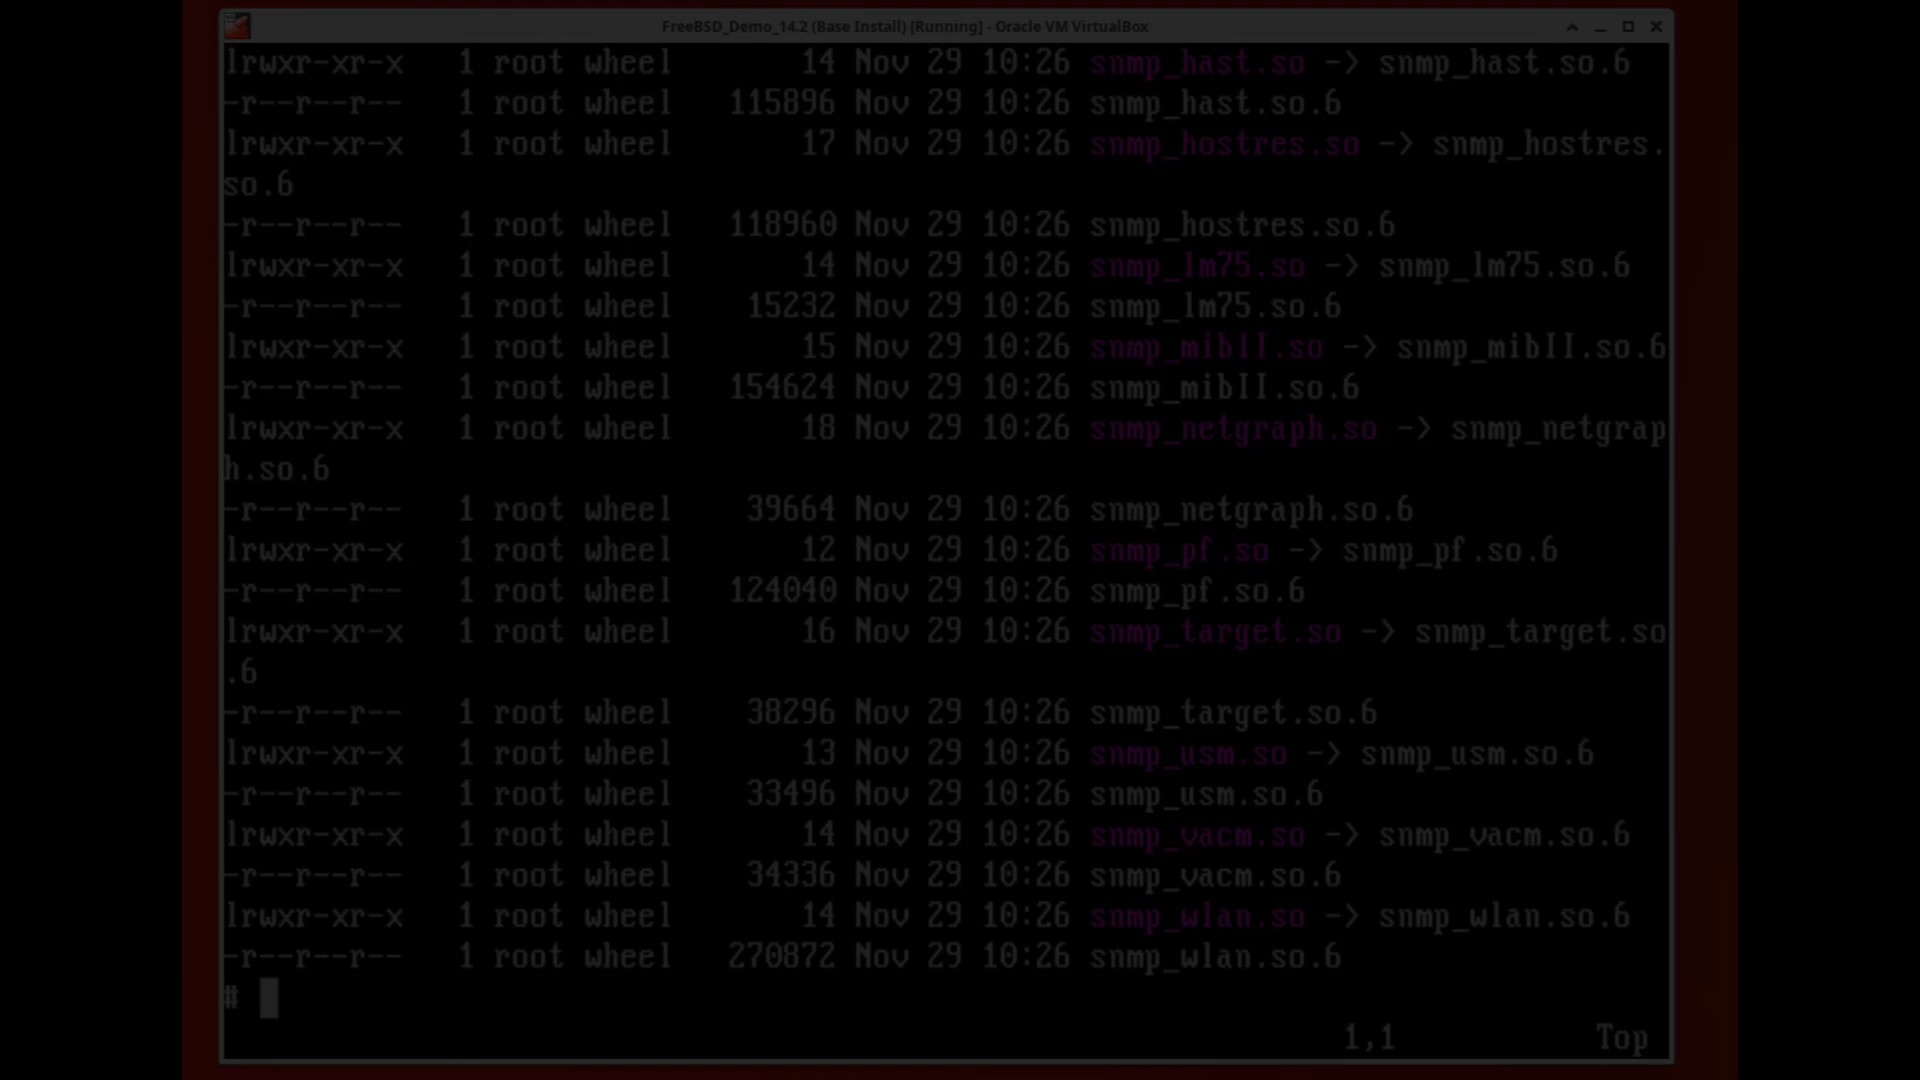 FreeBSD_Demo_14.2 (Base Install) [Running] - Oracle VM VirtualBox
lrwxr-xr-x   1 root wheel       14 Nov 29 10:26 snmp_hast.so -> snmp_hast.so.6
-r--r--r--   1 root wheel   115896 Nov 29 10:26 snmp_hast.so.6
lrwxr-xr-x   1 root wheel       17 Nov 29 10:26 snmp_hostres.so -> snmp_hostres.
so.6
-r--r--r--   1 root wheel   118960 Nov 29 10:26 snmp_hostres.so.6
lrwxr-xr-x   1 root wheel       14 Nov 29 10:26 snmp_lm75.so -> snmp_lm75.so.6
-r--r--r--   1 root wheel    15232 Nov 29 10:26 snmp_lm75.so.6
lrwxr-xr-x   1 root wheel       15 Nov 29 10:26 snmp_mibII.so -> snmp_mibII.so.6
-r--r--r--   1 root wheel   154624 Nov 29 10:26 snmp_mibII.so.6
lrwxr-xr-x   1 root wheel       18 Nov 29 10:26 snmp_netgraph.so -> snmp_netgrap
h.so.6
-r--r--r--   1 root wheel    39664 Nov 29 10:26 snmp_netgraph.so.6
lrwxr-xr-x   1 root wheel       12 Nov 29 10:26 snmp_pf.so -> snmp_pf.so.6
-r--r--r--   1 root wheel   124040 Nov 29 10:26 snmp_pf.so.6
lrwxr-xr-x   1 root wheel       16 Nov 29 10:26 snmp_target.so -> snmp_target.so
.6
-r--r--r--   1 root wheel    38296 Nov 29 10:26 snmp_target.so.6
lrwxr-xr-x   1 root wheel       13 Nov 29 10:26 snmp_usm.so -> snmp_usm.so.6
-r--r--r--   1 root wheel    33496 Nov 29 10:26 snmp_usm.so.6
lrwxr-xr-x   1 root wheel       14 Nov 29 10:26 snmp_vacm.so -> snmp_vacm.so.6
-r--r--r--   1 root wheel    34336 Nov 29 10:26 snmp_vacm.so.6
lrwxr-xr-x   1 root wheel       14 Nov 29 10:26 snmp_wlan.so -> snmp_wlan.so.6
-r--r--r--   1 root wheel   270872 Nov 29 10:26 snmp_wlan.so.6
#
1,1           Top